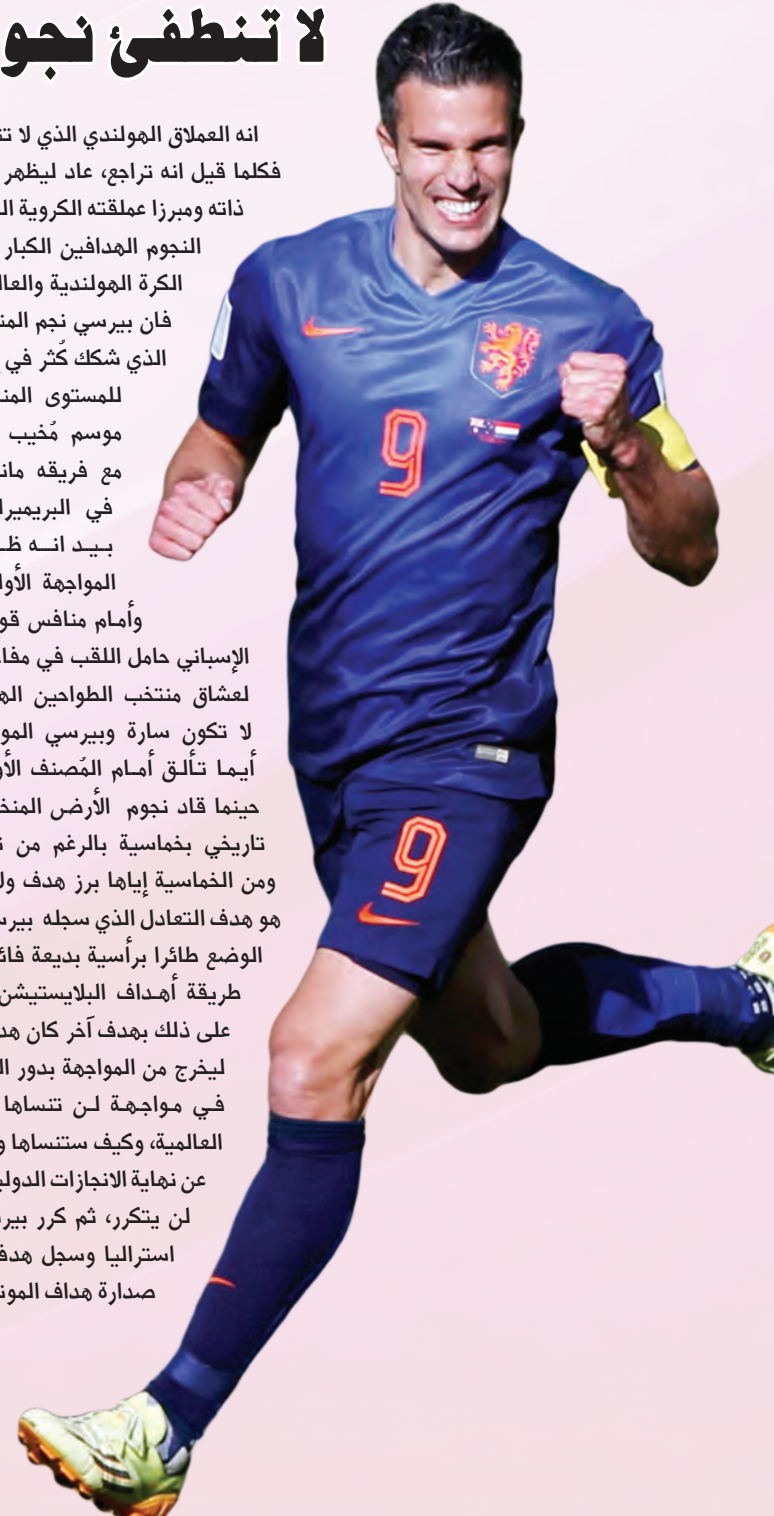 لا تنطفئ نجو
انه العملاق الهولندي الذي لا تن
فكلما قيل انه تراجع، عاد ليظهر
ذاته ومبرزا عملقته الكروية ال
النجوم الهدافين الكبار
الكرة الهولندية والعال
فان بيرسي نجم المن
الذي شكك كُثر في
للمستوى المن
موسم مُخيب
مع فريقه مان
في البريميرل
بيد انه ظ
المواجهة الأول
وأمام منافس قو
الإسباني حامل اللقب في مفا
لعشاق منتخب الطواحين اله
لا تكون سارة وبيرسي المو
أيما تألق أمام المُصنف الأو
حينما قاد نجوم الأرض المنخ
تاريخي بخماسية بالرغم من
ومن الخماسية إياها برز هدف ول
هو هدف التعادل الذي سجله بيرس
الوضع طائرا برأسية بديعة فائ
طريقة أهداف البلايستيشن
على ذلك بهدف آخر كان هد
ليخرج من المواجهة بدور ال
في مواجهة لن تنساها
العالمية، وكيف ستنساها و
عن نهاية الانجازات الدولي
لن يتكرر، ثم كرر بير
استراليا وسجل هدف
صدارة هداف المون
9
9